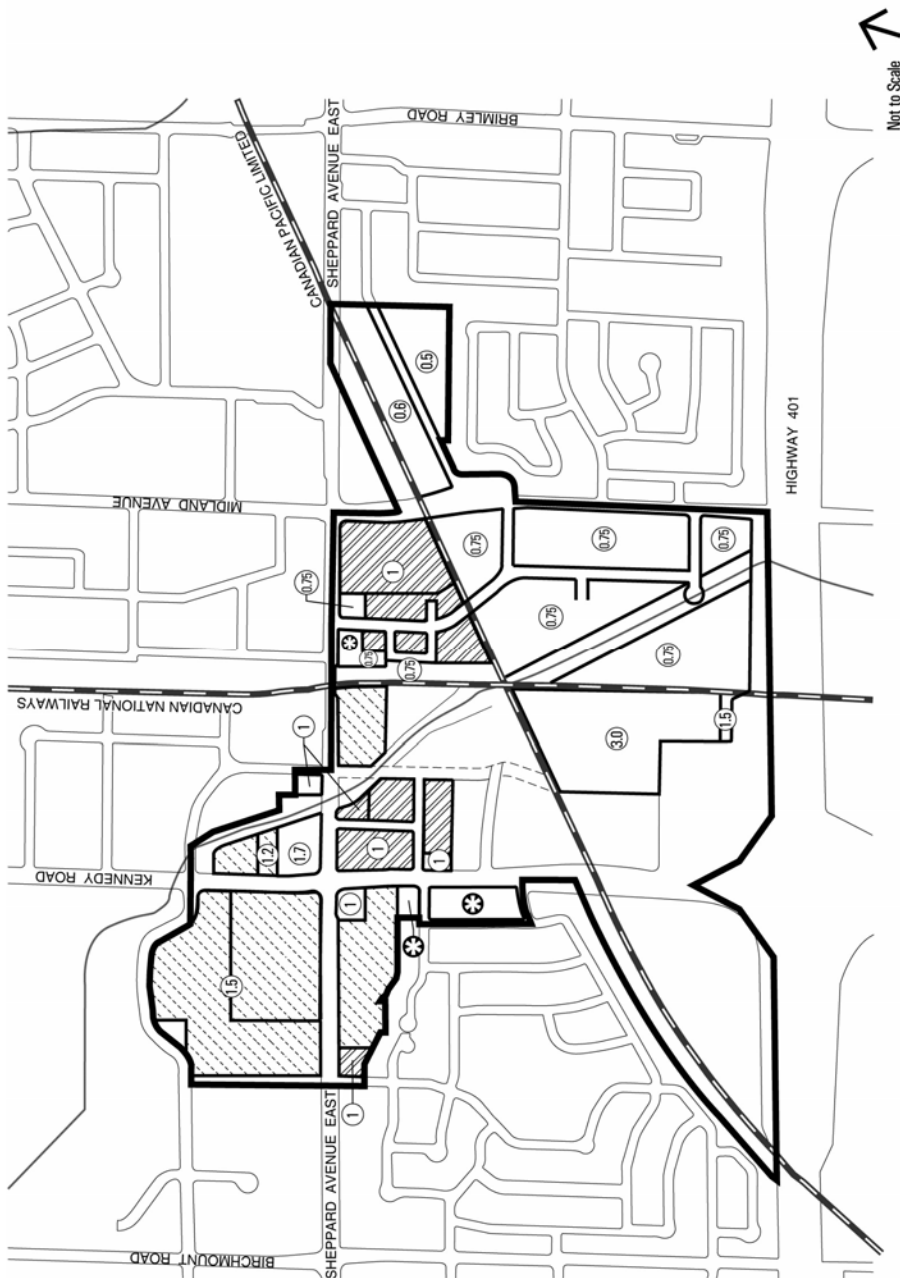 Not to Scale
BRIMLEY ROAD
SHEPPARD AVENUE EAST
CANADIAN PACIFIC LIMITED
HIGHWAY 401
MIDLAND AVENUE
CANADIAN NATIONAL RAILWAYS
KENNEDY ROAD
SHEPPARD AVENUE EAST
BIRCHMOUNT ROAD
0.5
0.6
0.75
1
0.75
0.75
0.75
0.75
0.75
0.75
0.75
3.0
1.5
1
1.2
1.7
1
1
1
1.5
1